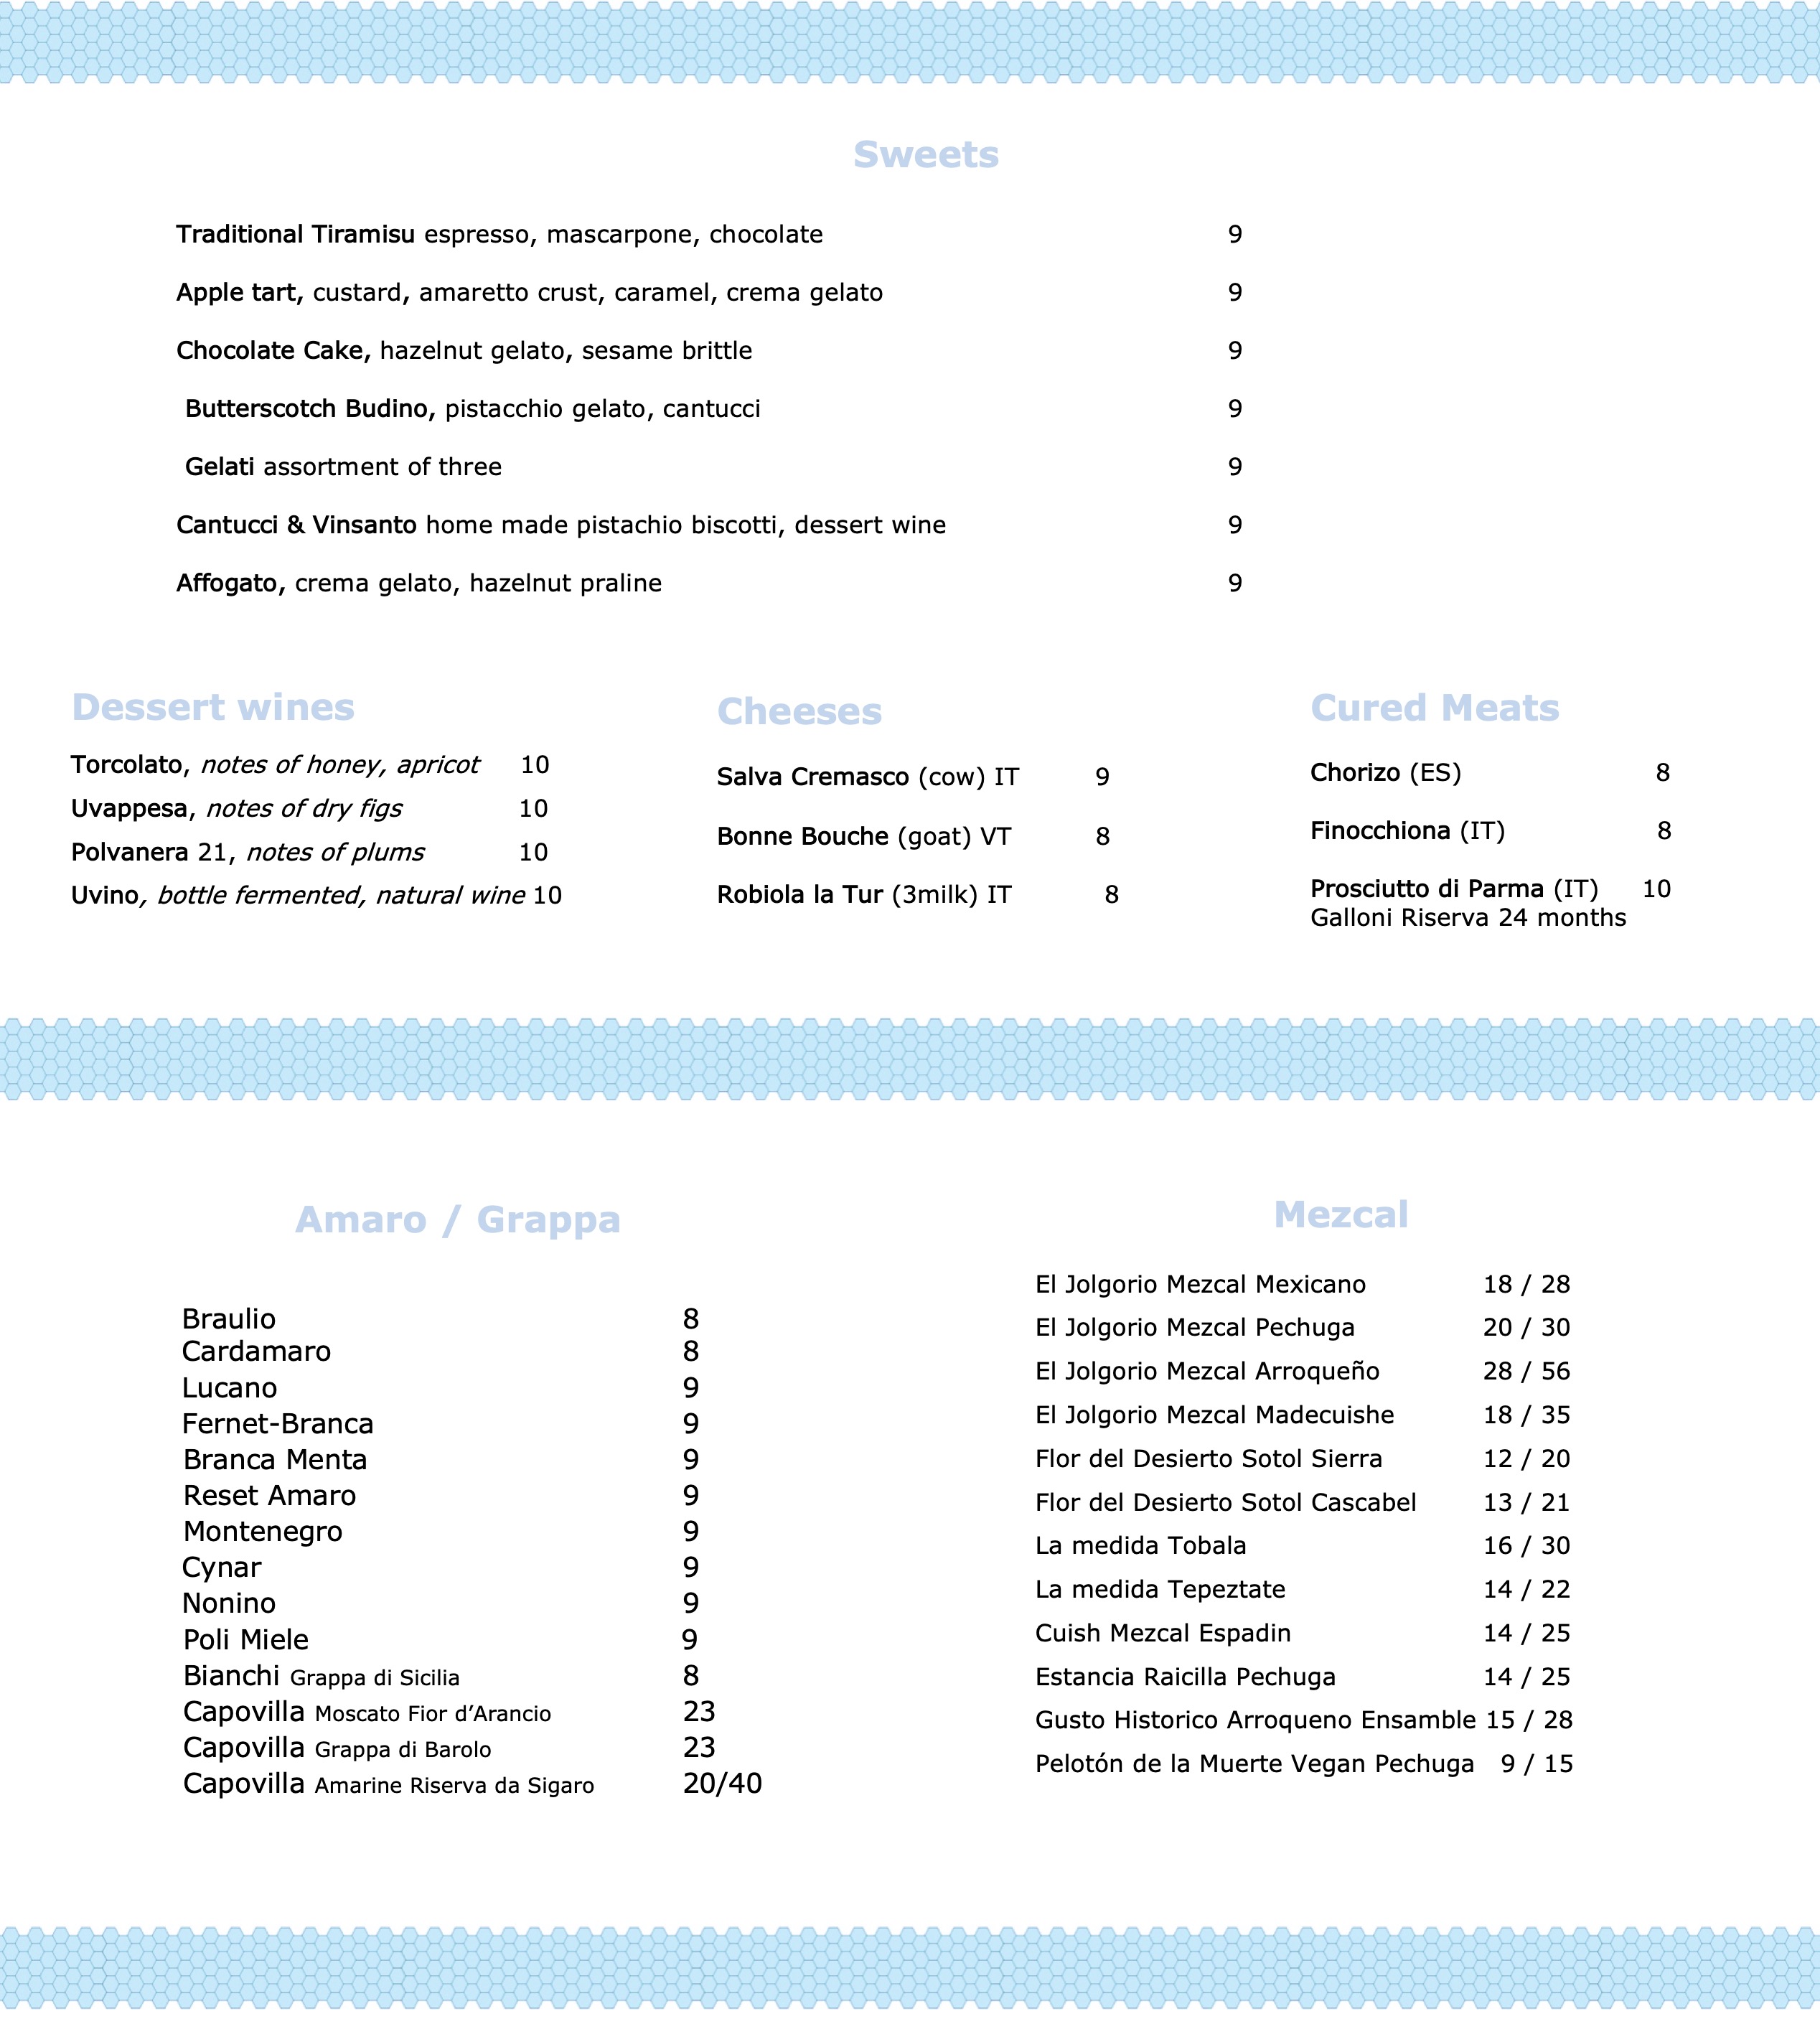 Sweets
Traditional Tiramisu espresso, mascarpone, chocolate 9
Apple tart, custard, amaretto crust, caramel, crema gelato 9
Chocolate Cake, hazelnut gelato, sesame brittle 9
Butterscotch Budino, pistacchio gelato, cantucci 9
Gelati assortment of three 9
Cantucci & Vinsanto home made pistachio biscotti, dessert wine 9
Affogato, crema gelato, hazelnut praline 9
Dessert wines
Torcolato, notes of honey, apricot 10
Uvappesa, notes of dry figs 10
Polvanera 21, notes of plums 10
Uvino, bottle fermented, natural wine 10
Cheeses
Salva Cremasco (cow) IT 9
Bonne Bouche (goat) VT 8
Robiola la Tur (3milk) IT 8
Cured Meats
Chorizo (ES) 8
Finocchiona (IT) 8
Prosciutto di Parma (IT) 10
Galloni Riserva 24 months
Amaro / Grappa
Braulio 8
Cardamaro 8
Lucano 9
Fernet-Branca 9
Branca Menta 9
Reset Amaro 9
Montenegro 9
Cynar 9
Nonino 9
Poli Miele 9
Bianchi Grappa di Sicilia 8
Capovilla Moscato Fior d’Arancio 23
Capovilla Grappa di Barolo 23
Capovilla Amarine Riserva da Sigaro 20/40
Mezcal
El Jolgorio Mezcal Mexicano 18 / 28
El Jolgorio Mezcal Pechuga 20 / 30
El Jolgorio Mezcal Arroqueño 28 / 56
El Jolgorio Mezcal Madecuishe 18 / 35
Flor del Desierto Sotol Sierra 12 / 20
Flor del Desierto Sotol Cascabel 13 / 21
La medida Tobala 16 / 30
La medida Tepeztate 14 / 22
Cuish Mezcal Espadin 14 / 25
Estancia Raicilla Pechuga 14 / 25
Gusto Historico Arroqueno Ensamble 15 / 28
Pelotón de la Muerte Vegan Pechuga 9 / 15